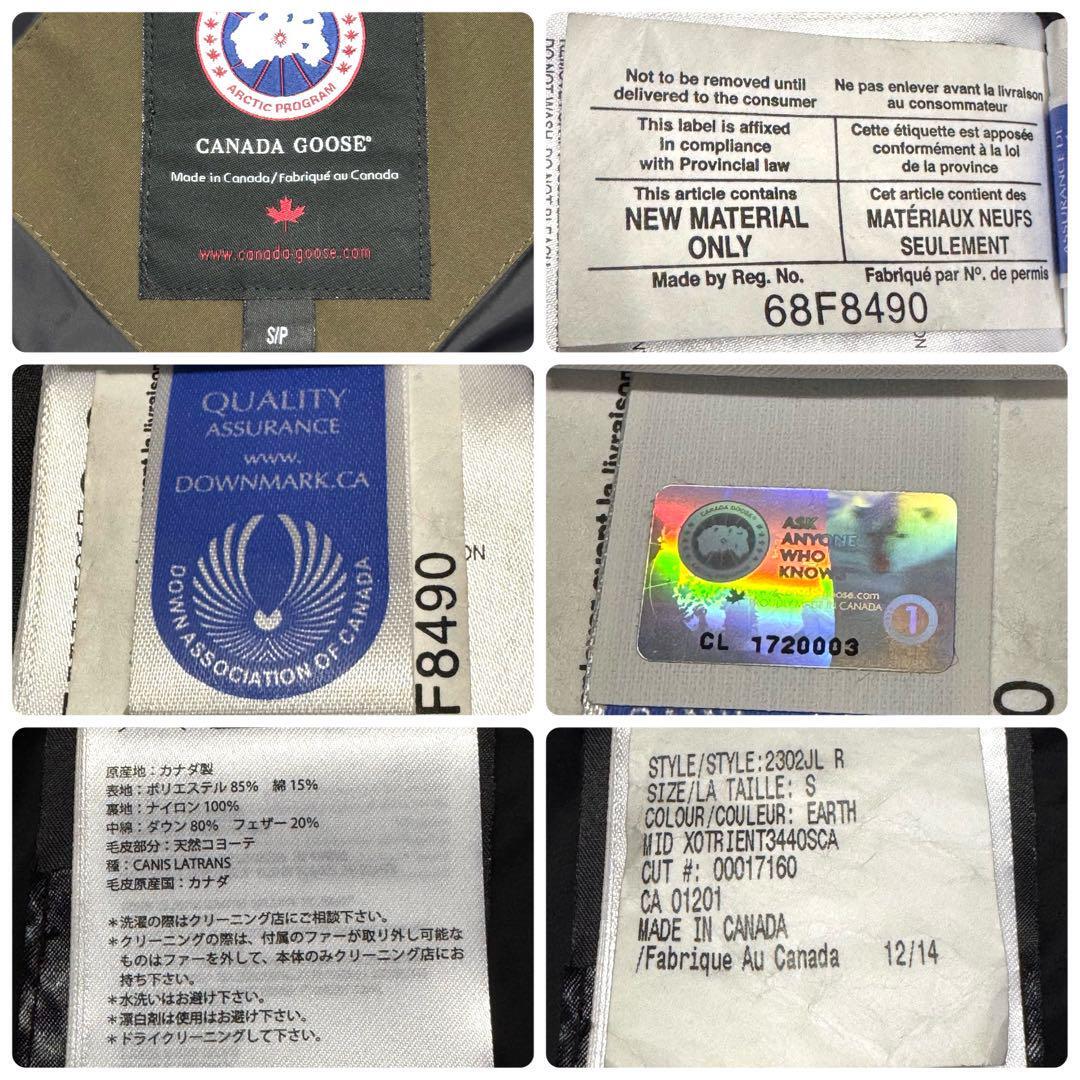 ARCTIC PROGRAM
CANADA GOOSE®
Made in Canada/Fabriqué au Canada
www.canada-goose.com
S/P
Not to be removed until
delivered to the consumer
Ne pas enlever avant la livraison
au consommateur
This label is affixed
in compliance
with Provincial law
Cette étiquette est apposée
conformément à la loi
de la province
This article contains
NEW MATERIAL
ONLY
Cet article contient des
MATÉRIAUX NEUFS
SEULEMENT
Made by Reg. No.
Fabriqué par Nº. de permis
68F8490
QUALITY
ASSURANCE
www.
DOWNMARK.CA
DOWN ASSOCIATION OF CANADA
F8490
CANADA GOOSE
ASK
ANYONE
WHO
KNOWS
PROUDLY MADE IN CANADA
1
CL 1720003
原産地：カナダ製
表地：ポリエステル 85%　綿 15%
裏地：ナイロン 100%
中綿：ダウン 80%　フェザー 20%
毛皮部分：天然コヨーテ
種：CANIS LATRANS
毛皮原産国：カナダ
＊洗濯の際はクリーニング店にご相談下さい。
＊クリーニングの際は、付属のファーが取り外し可能な
ものはファーを外して、本体のみクリーニング店にお
持ち下さい。
＊水洗いはお避け下さい。
＊漂白剤は使用はお避け下さい。
＊ドライクリーニングして下さい。
STYLE/STYLE:2302JL R
SIZE/LA TAILLE: S
COLOUR/COULEUR: EARTH
MID XOTRIENT3440SCA
CUT #: 00017160
CA 01201
MADE IN CANADA
/Fabrique Au Canada 12/14